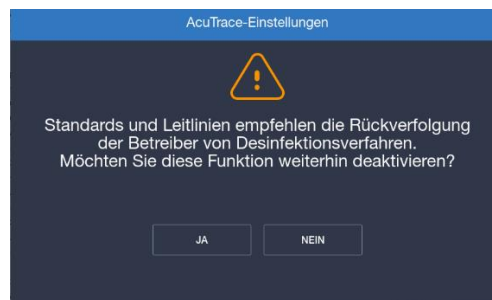 AcuTrace-Einstellungen
Standards und Leitlinien empfehlen die Rückverfolgung
der Betreiber von Desinfektionsverfahren.
Möchten Sie diese Funktion weiterhin deaktivieren?
JA
NEIN